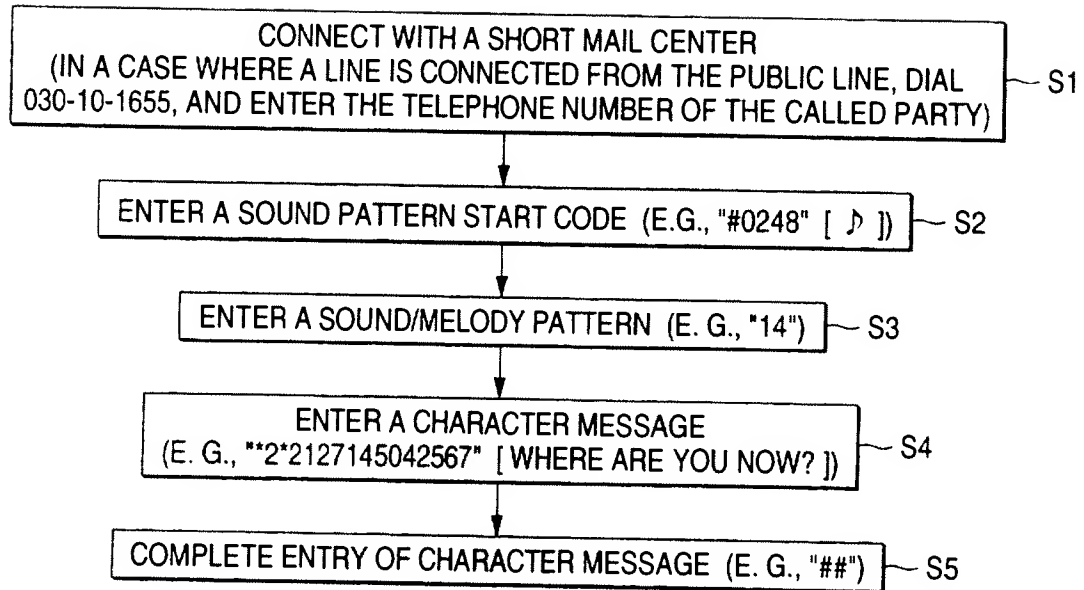 CONNECT WITH A SHORT MAIL CENTER
(IN A CASE WHERE A LINE IS CONNECTED FROM THE PUBLIC LINE, DIAL
030-10-1655, AND ENTER THE TELEPHONE NUMBER OF THE CALLED PARTY)
S1
ENTER A SOUND PATTERN START CODE (E.G., "#0248" [ ♪ ])
S2
ENTER A SOUND/MELODY PATTERN (E. G., "14")
S3
ENTER A CHARACTER MESSAGE
(E. G., "*2*2127145042567" [ WHERE ARE YOU NOW? ])
S4
COMPLETE ENTRY OF CHARACTER MESSAGE (E. G., "##")
S5